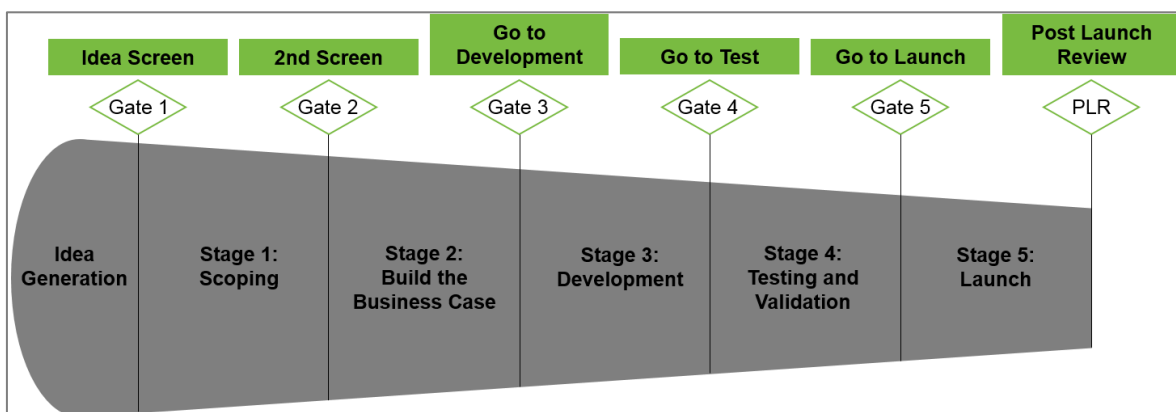 Idea Screen
2nd Screen
Go to
Development
Go to Test
Go to Launch
Post Launch
Review
Gate 1
Gate 2
Gate 3
Gate 4
Gate 5
PLR
Idea
Generation
Stage 1:
Scoping
Stage 2:
Build the
Business Case
Stage 3:
Development
Stage 4:
Testing and
Validation
Stage 5:
Launch